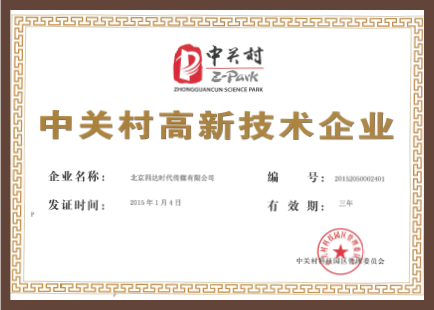 中关村
Z-Park
ZHONGGUANCUN SCIENCE PARK
中关村高新技术企业
企业名称： 北京四达时代传媒有限公司 编 号： 20152050002401
发证时间： 2015年1月4日 有 效 期： 三年
中关村科技园区管理委员会